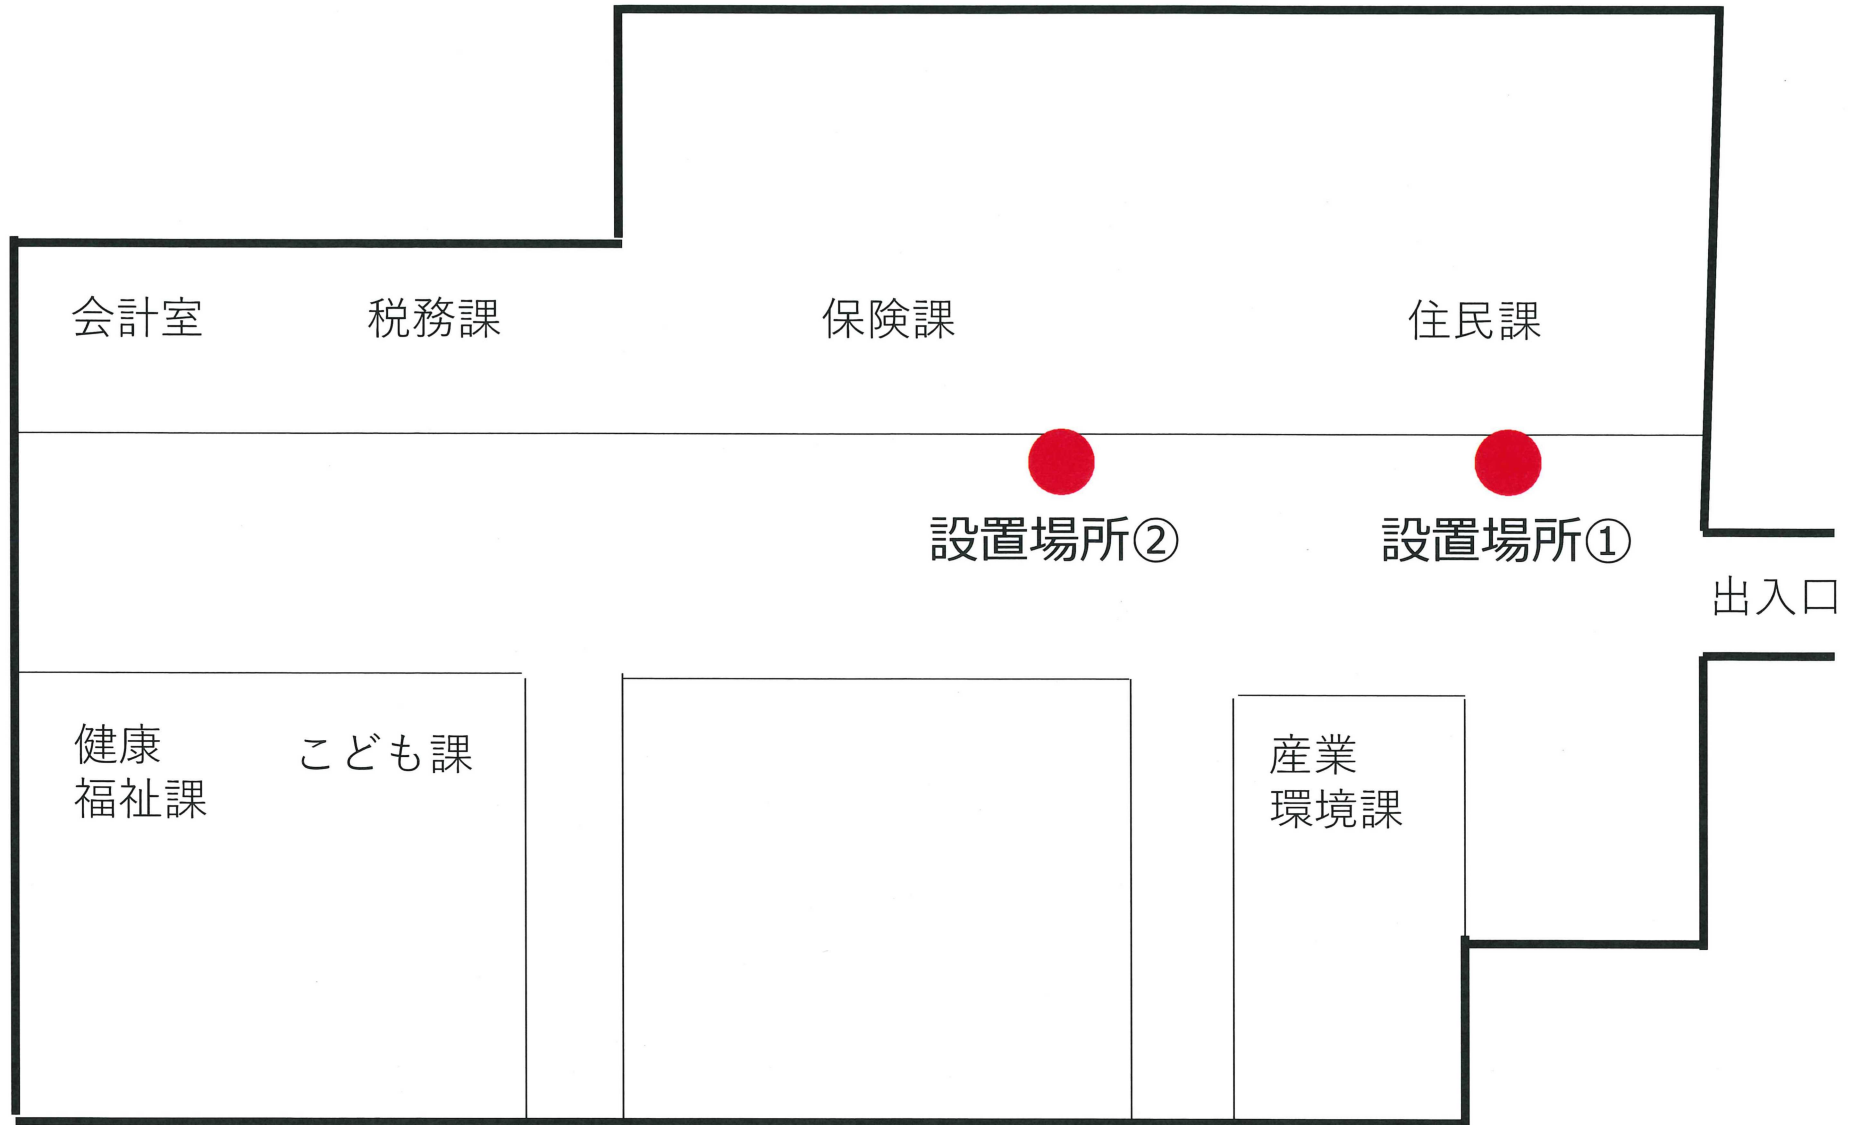 会計室
税務課
保険課
住民課
設置場所②
設置場所①
出入口
健康
福祉課
こども課
産業
環境課